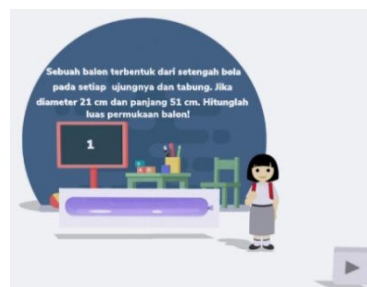 Sebuah balon terbentuk dari setengah bola
pada setiap ujungnya dan tabung. Jika
diameter 21 cm dan panjang 51 cm. Hitunglah
luas permukaan balon!
1